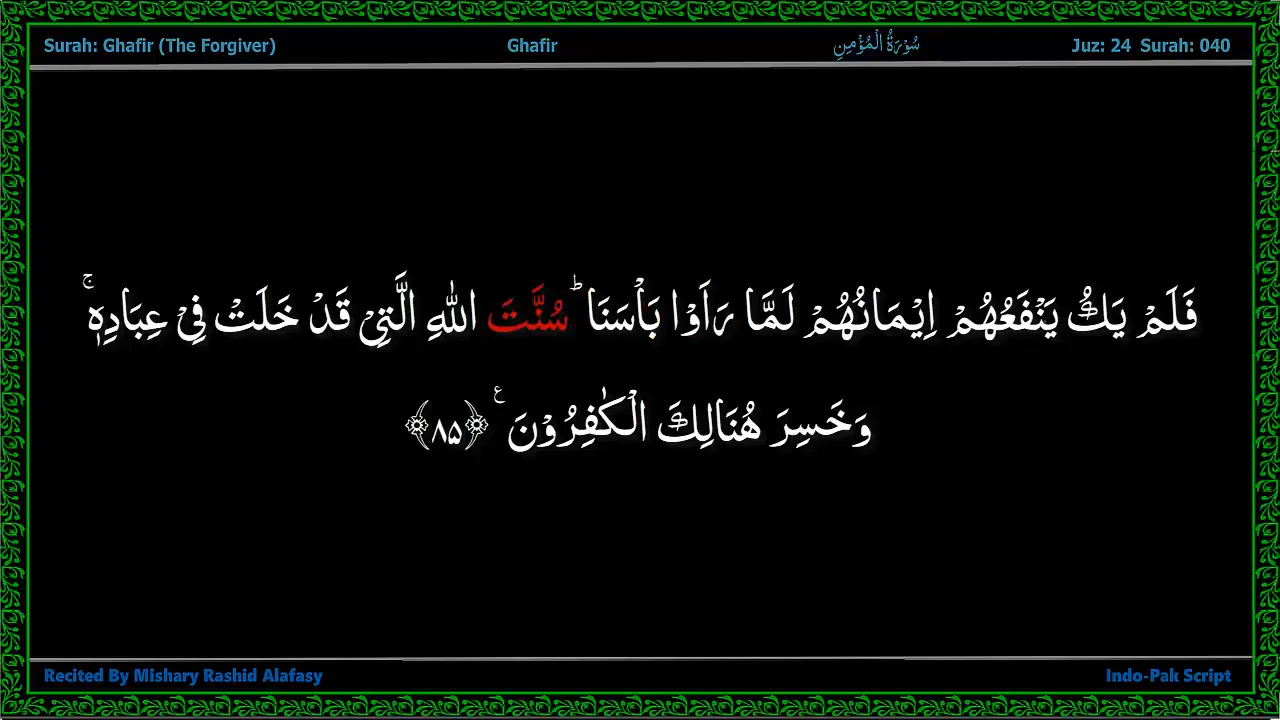 Surah: Ghafir (The Forgiver) Ghafir سُوْرَةُ الْمُؤْمِنِ Juz: 24 Surah: 040
فَلَمْ يَكُ يَنْفَعُهُمْ اِيْمَانُهُمْ لَمَّا رَاَوْا بَاْسَنَا ؕ سُنَّتَ اللّٰهِ الَّتِيْ قَدْ خَلَتْ فِيْ عِبَادِهٖ ۚ
وَخَسِرَ هُنَالِكَ الْكٰفِرُوْنَ ۧ ﴿۸۵﴾
Recited By Mishary Rashid Alafasy Indo-Pak Script